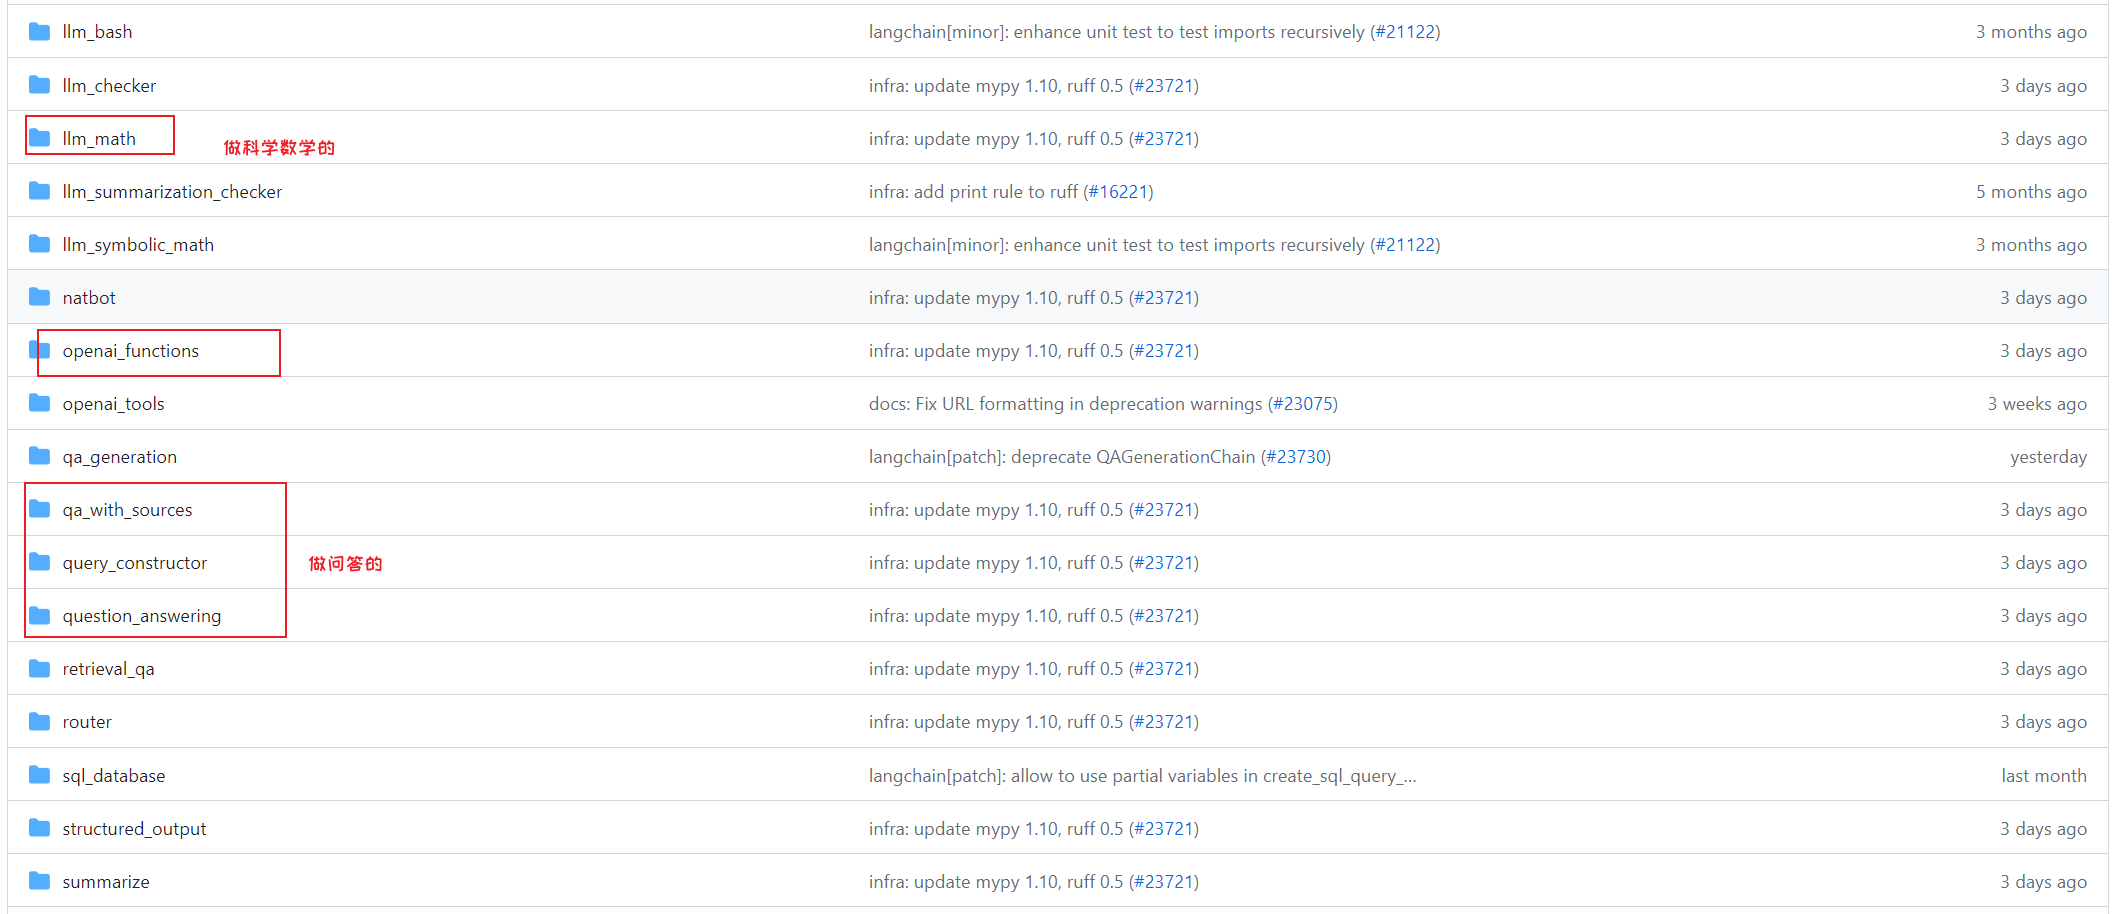 llm_bash langchain[minor]: enhance unit test to test imports recursively (#21122) 3 months ago
llm_checker infra: update mypy 1.10, ruff 0.5 (#23721) 3 days ago
llm_math 做科学数学的 infra: update mypy 1.10, ruff 0.5 (#23721) 3 days ago
llm_summarization_checker infra: add print rule to ruff (#16221) 5 months ago
llm_symbolic_math langchain[minor]: enhance unit test to test imports recursively (#21122) 3 months ago
natbot infra: update mypy 1.10, ruff 0.5 (#23721) 3 days ago
openai_functions infra: update mypy 1.10, ruff 0.5 (#23721) 3 days ago
openai_tools docs: Fix URL formatting in deprecation warnings (#23075) 3 weeks ago
qa_generation langchain[patch]: deprecate QAGenerationChain (#23730) yesterday
qa_with_sources infra: update mypy 1.10, ruff 0.5 (#23721) 3 days ago
query_constructor 做问答的 infra: update mypy 1.10, ruff 0.5 (#23721) 3 days ago
question_answering infra: update mypy 1.10, ruff 0.5 (#23721) 3 days ago
retrieval_qa infra: update mypy 1.10, ruff 0.5 (#23721) 3 days ago
router infra: update mypy 1.10, ruff 0.5 (#23721) 3 days ago
sql_database langchain[patch]: allow to use partial variables in create_sql_query_... last month
structured_output infra: update mypy 1.10, ruff 0.5 (#23721) 3 days ago
summarize infra: update mypy 1.10, ruff 0.5 (#23721) 3 days ago